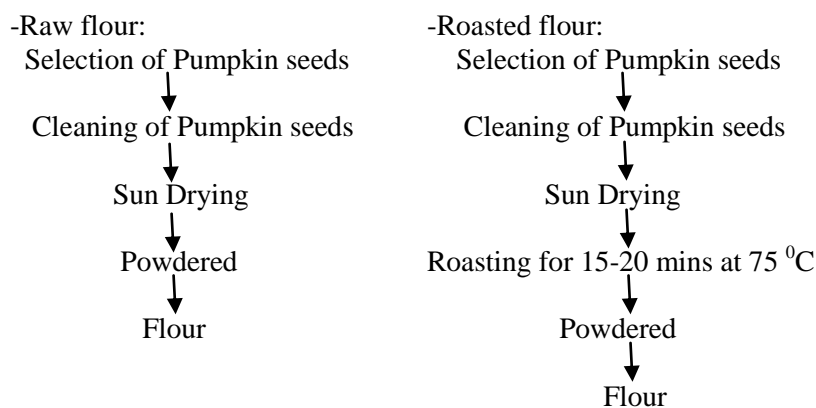 -Raw flour:
Selection of Pumpkin seeds
Cleaning of Pumpkin seeds
Sun Drying
Powdered
Flour
-Roasted flour:
Selection of Pumpkin seeds
Cleaning of Pumpkin seeds
Sun Drying
Roasting for 15-20 mins at 75 ⁰C
Powdered
Flour